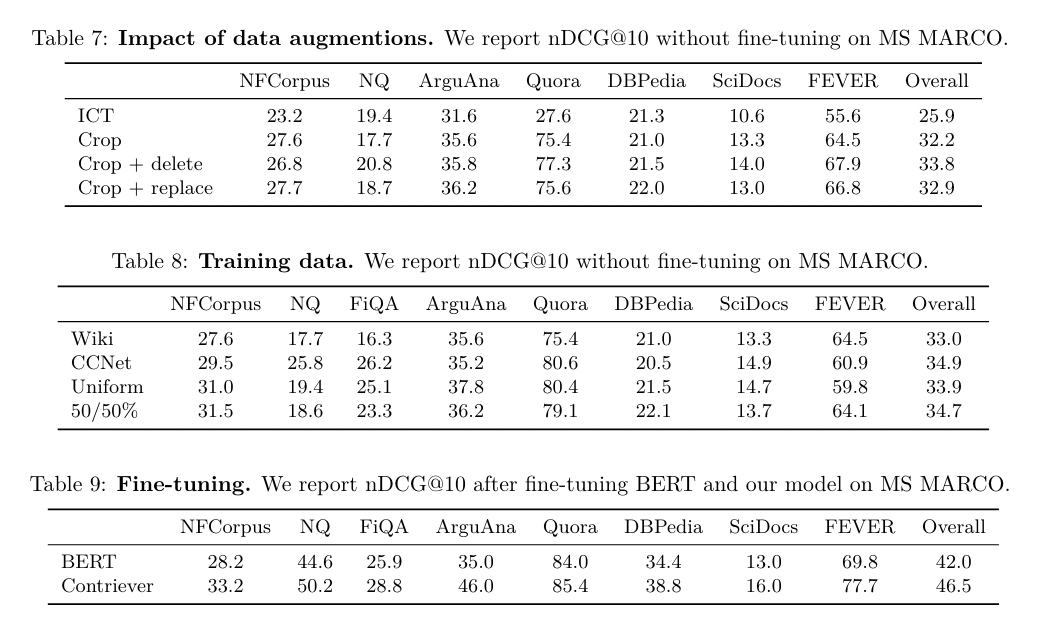 Table 7: Impact of data augmentions. We report nDCG@10 without fine-tuning on MS MARCO.
NFCorpus NQ ArguAna Quora DBPedia SciDocs FEVER Overall
ICT 23.2 19.4 31.6 27.6 21.3 10.6 55.6 25.9
Crop 27.6 17.7 35.6 75.4 21.0 13.3 64.5 32.2
Crop + delete 26.8 20.8 35.8 77.3 21.5 14.0 67.9 33.8
Crop + replace 27.7 18.7 36.2 75.6 22.0 13.0 66.8 32.9
Table 8: Training data. We report nDCG@10 without fine-tuning on MS MARCO.
NFCorpus NQ FiQA ArguAna Quora DBPedia SciDocs FEVER Overall
Wiki 27.6 17.7 16.3 35.6 75.4 21.0 13.3 64.5 33.0
CCNet 29.5 25.8 26.2 35.2 80.6 20.5 14.9 60.9 34.9
Uniform 31.0 19.4 25.1 37.8 80.4 21.5 14.7 59.8 33.9
50/50% 31.5 18.6 23.3 36.2 79.1 22.1 13.7 64.1 34.7
Table 9: Fine-tuning. We report nDCG@10 after fine-tuning BERT and our model on MS MARCO.
NFCorpus NQ FiQA ArguAna Quora DBPedia SciDocs FEVER Overall
BERT 28.2 44.6 25.9 35.0 84.0 34.4 13.0 69.8 42.0
Contriever 33.2 50.2 28.8 46.0 85.4 38.8 16.0 77.7 46.5